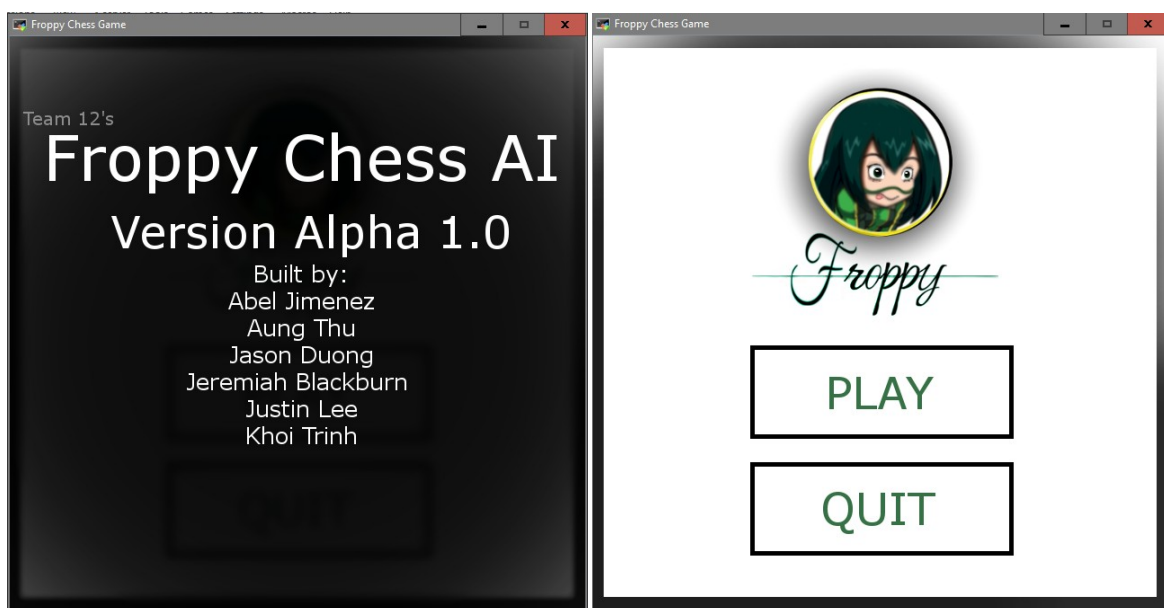 Froppy Chess Game
Team 12's
Froppy Chess AI
Version Alpha 1.0
Built by:
Abel Jimenez
Aung Thu
Jason Duong
Jeremiah Blackburn
Justin Lee
Khoi Trinh
QUIT
Froppy Chess Game
Froppy
PLAY
QUIT